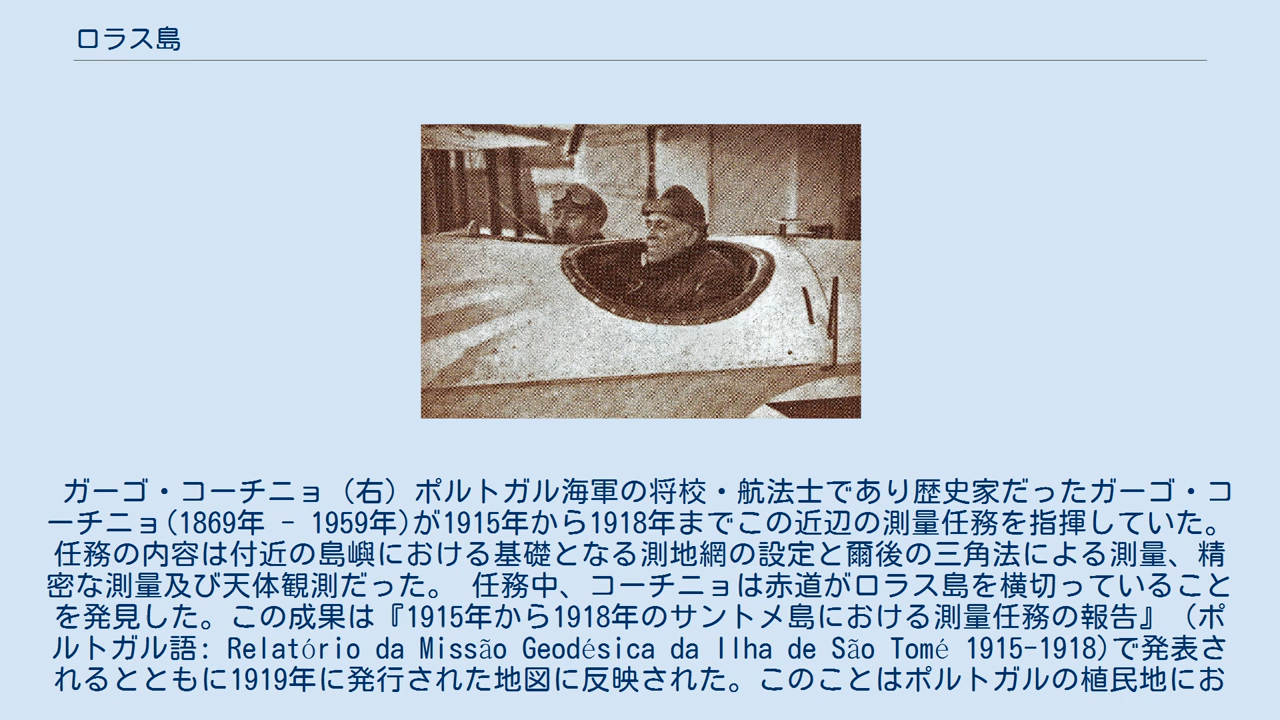 ロラス島
ガーゴ・コーチニョ（右）ポルトガル海軍の将校・航法士であり歴史家だったガーゴ・コ
ーチニョ(1869年 - 1959年)が1915年から1918年までこの近辺の測量任務を指揮していた。
任務の内容は付近の島嶼における基礎となる測地網の設定と爾後の三角法による測量、精
密な測量及び天体観測だった。 任務中、コーチニョは赤道がロラス島を横切っていること
を発見した。この成果は『1915年から1918年のサントメ島における測量任務の報告』（ポ
ルトガル語: Relatório da Missão Geodésica da Ilha de São Tomé 1915-1918)で発表さ
れるとともに1919年に発行された地図に反映された。このことはポルトガルの植民地にお